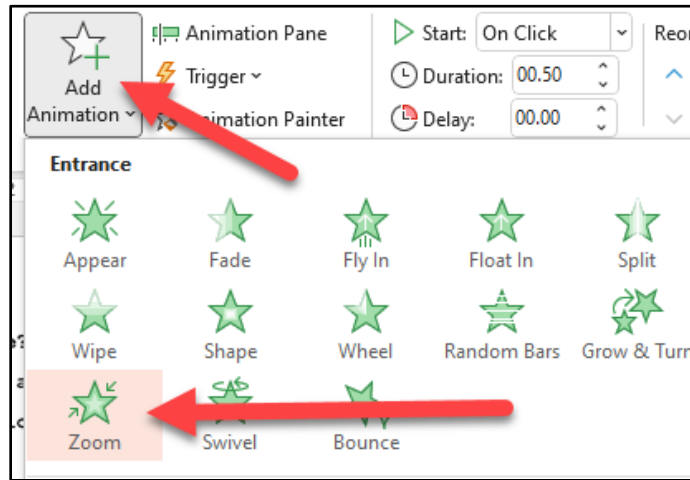 Add
Animation
Animation Pane
Trigger
Animation Painter
Start: On Click
Duration: 00.50
Delay: 00.00
Entrance
Appear Fade Fly In Float In Split
Wipe Shape Wheel Random Bars Grow & Turn
Zoom Swivel Bounce